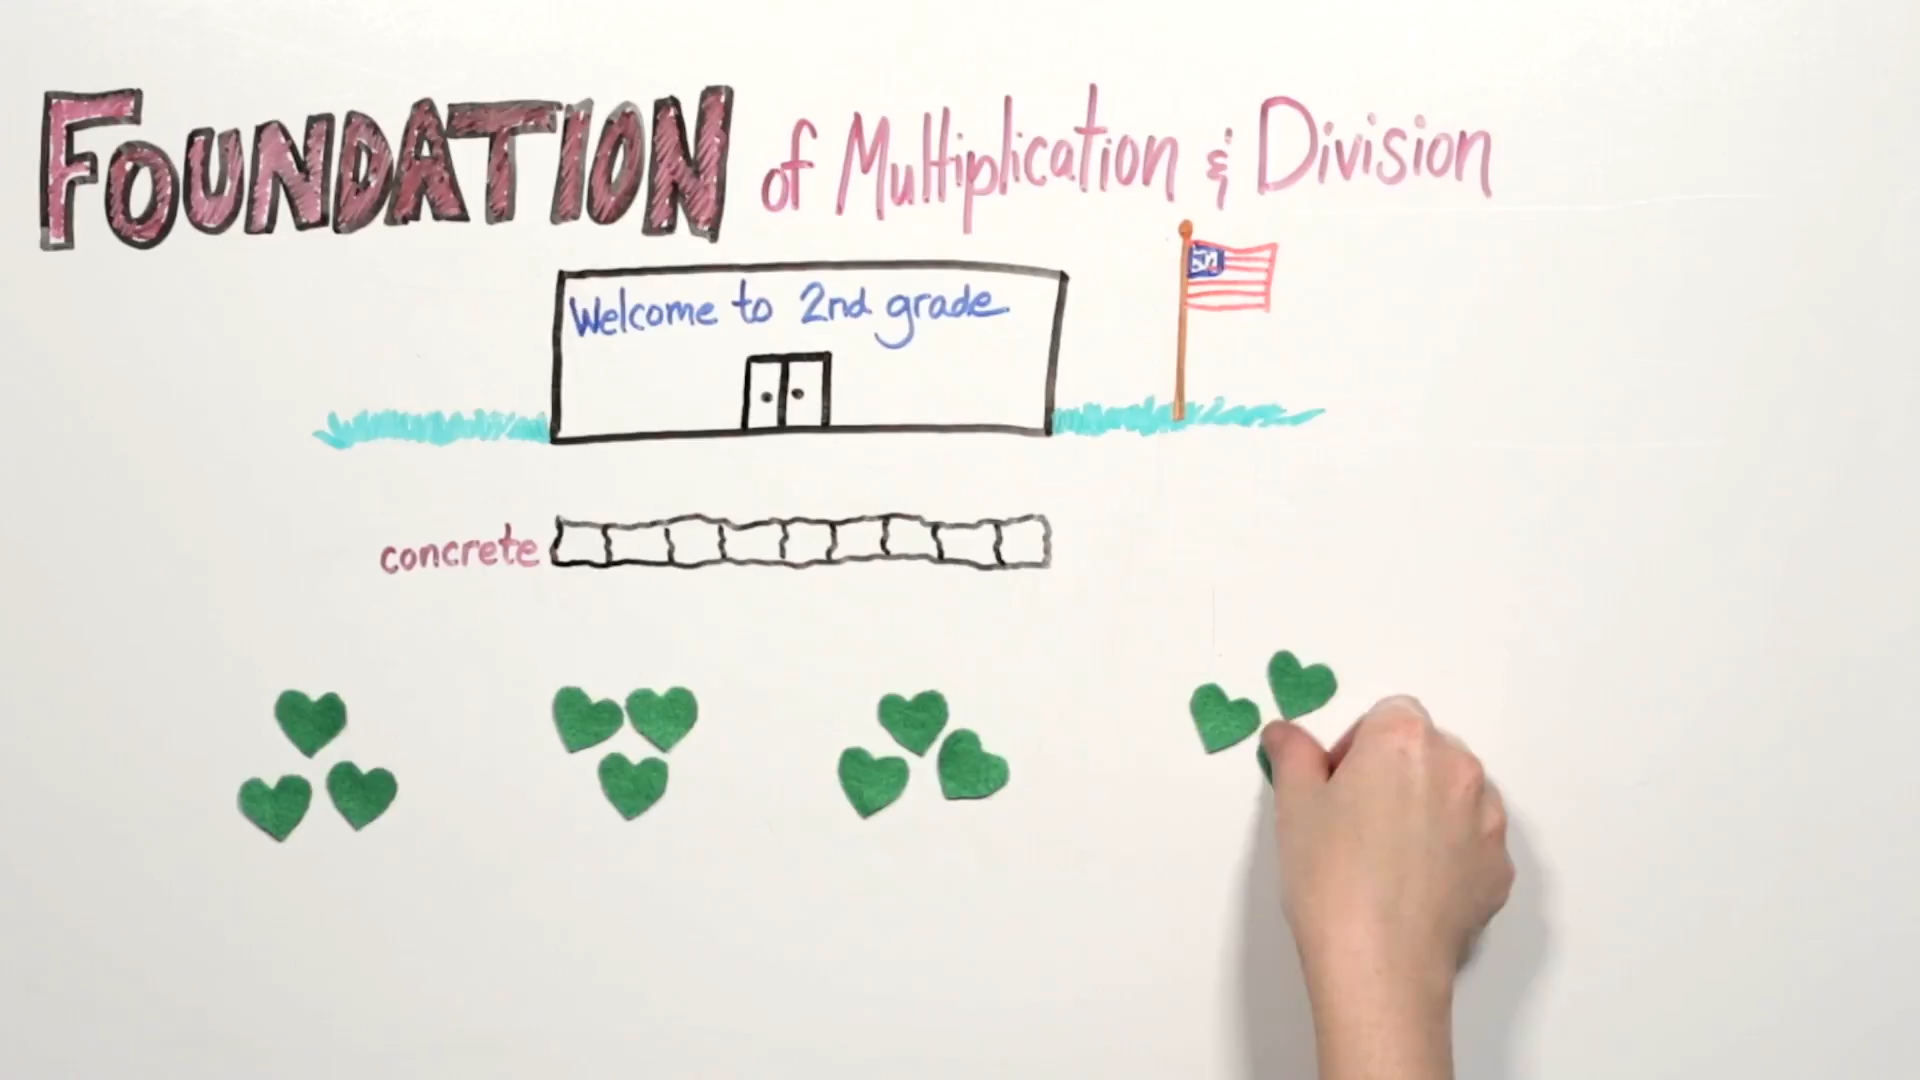 FOUNDATION of Multiplication & Division
Welcome to 2nd grade
concrete